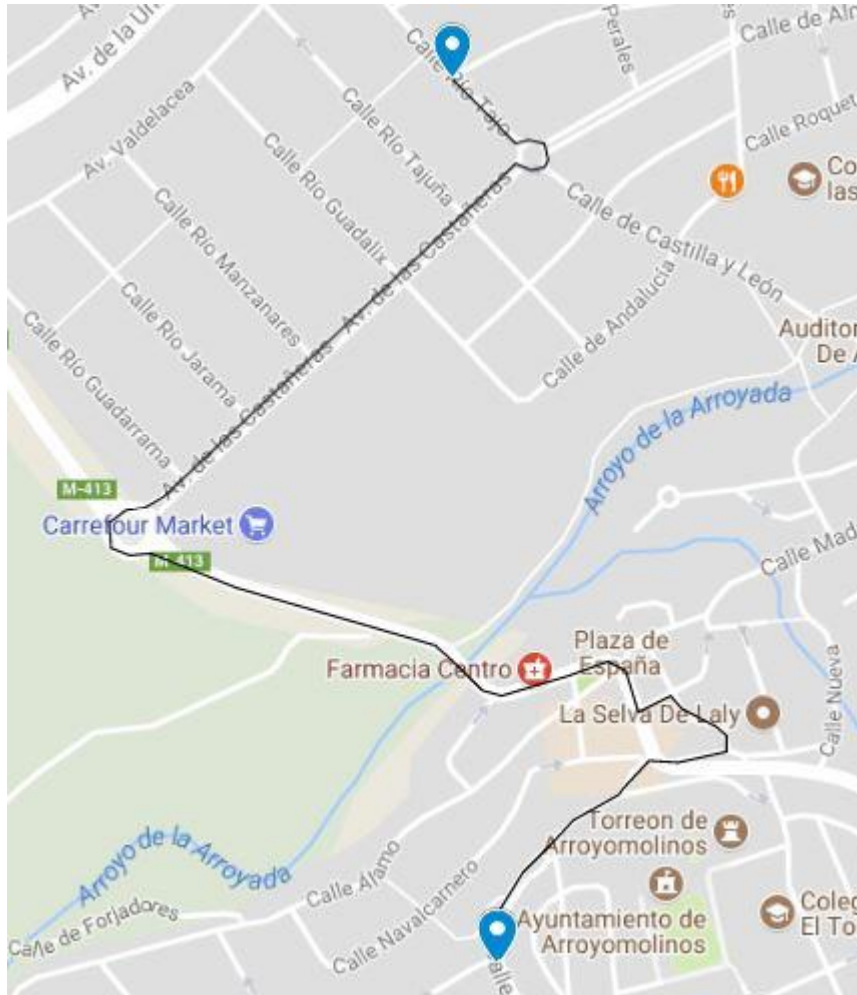 Calle de Al
Av. de la Un
Calle Río Tajo
Perales
Calle Roquet
Av. Valdelacea
Calle Río Tajuña
Co
las
Calle Río Guadalix
Calle de Castilla y León
Calle Río Manzanares
Av. de las Castañeras
Calle de Andalucía
Auditor
De A
Calle Río Jarama
Calle Río Guadarrama
Av. de las Castañeras
Arroyo de la Arroyada
M-413
Carrefour Market
M-413
Calle Mad
Plaza de
España
Farmacia Centro
La Selva De Laly
Calle Nueva
Torreon de
Arroyomolinos
Arroyo de la Arroyada
Calle Álamo
Calle de Forjadores
Calle Navalcarnero
Ayuntamiento de
Arroyomolinos
Coleg
El To
alle